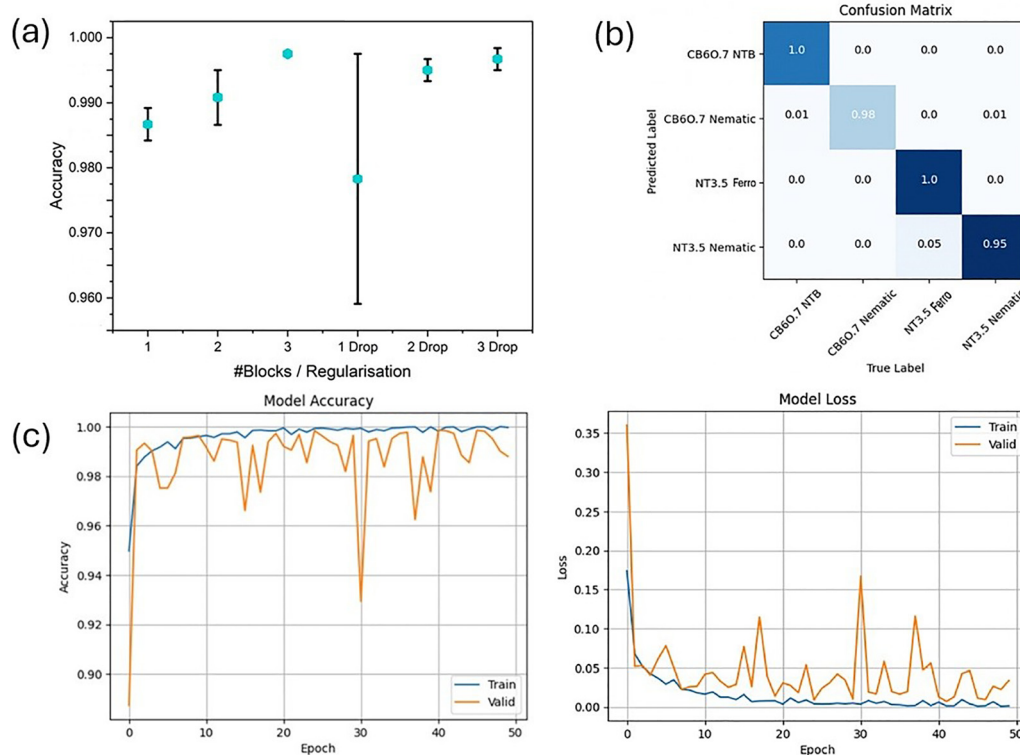 (a)
1.000
0.990
0.980
0.970
0.960
Accuracy
1 2 3 1 Drop 2 Drop 3 Drop
#Blocks / Regularisation
(b)
Confusion Matrix
Predicted Label
CB6O.7 NTB 1.0 0.0 0.0 0.0
CB6O.7 Nematic 0.01 0.98 0.0 0.01
NT3.5 Ferro 0.0 0.0 1.0 0.0
NT3.5 Nematic 0.0 0.0 0.05 0.95
CB6O.7 NTB
CB6O.7 Nematic
NT3.5 Ferro
NT3.5 Nematic
True Label
(c)
Model Accuracy
1.00
0.98
0.96
0.94
0.92
0.90
Accuracy
Train
Valid
0 10 20 30 40 50
Epoch
Model Loss
Train
Valid
0.35
0.30
0.25
0.20
0.15
0.10
0.05
0.00
Loss
0 10 20 30 40 50
Epoch